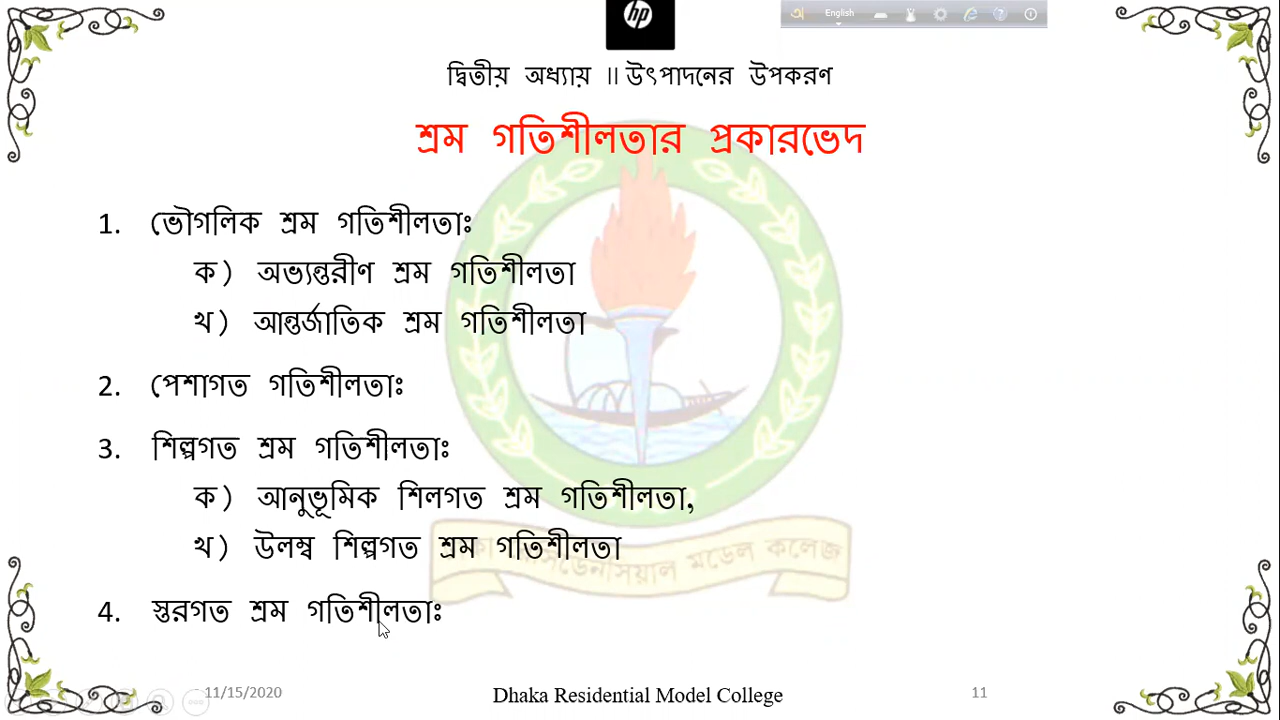 hp
English
দ্বিতীয় অধ্যায় ॥ উৎপাদনের উপকরণ
শ্রম গতিশীলতার প্রকারভেদ
1. ভৌগলিক শ্রম গতিশীলতাঃ
ক) অভ্যন্তরীণ শ্রম গতিশীলতা
খ) আন্তর্জাতিক শ্রম গতিশীলতা
2. পেশাগত গতিশীলতাঃ
3. শিল্পগত শ্রম গতিশীলতাঃ
ক) আনুভূমিক শিলগত শ্রম গতিশীলতা,
খ) উলম্ব শিল্পগত শ্রম গতিশীলতা
মডেল কলেজ
4. স্তরগত শ্রম গতিশীলতাঃ
11/15/2020
Dhaka Residential Model College
11